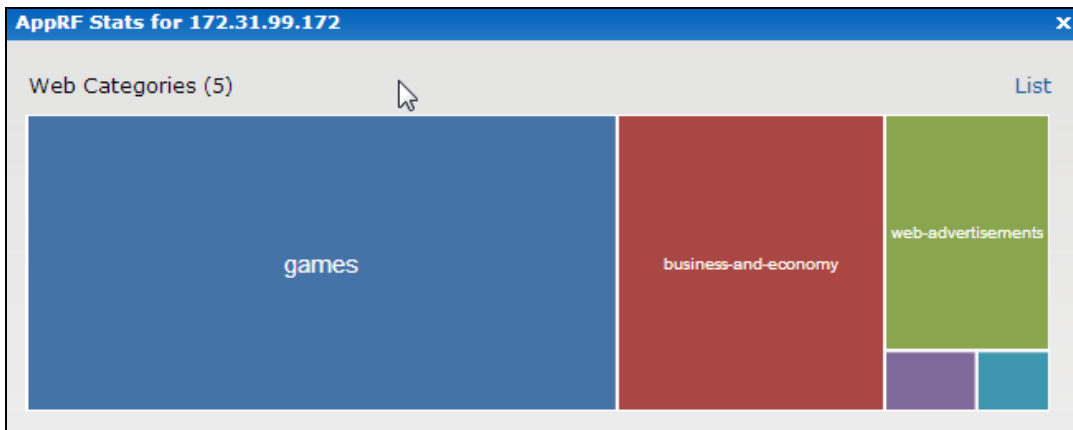 AppRF Stats for 172.31.99.172 x
Web Categories (5) List
games
business-and-economy
web-advertisements